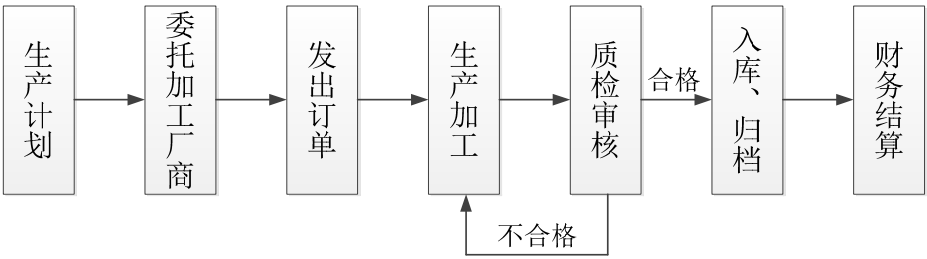 生产计划
委托加工厂商
发出订单
生产加工
质检审核
合格
入库、归档
财务结算
不合格